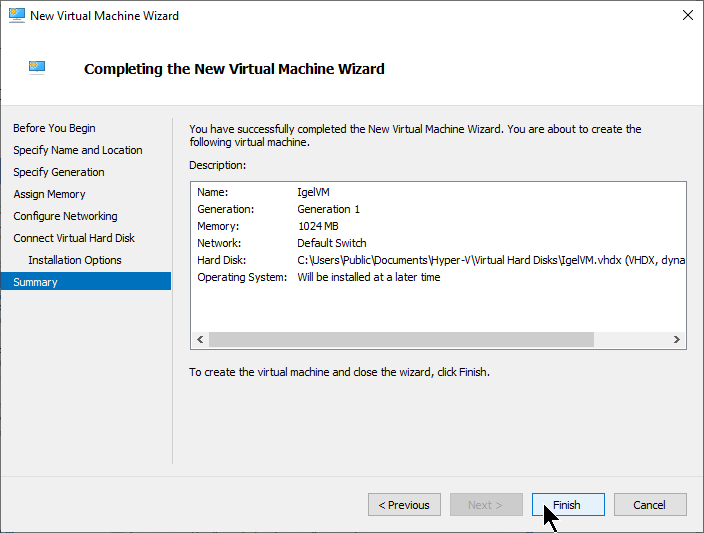 New Virtual Machine Wizard
Completing the New Virtual Machine Wizard
Before You Begin
Specify Name and Location
Specify Generation
Assign Memory
Configure Networking
Connect Virtual Hard Disk
Installation Options
Summary
You have successfully completed the New Virtual Machine Wizard. You are about to create the
following virtual machine.
Description:
Name: IgelVM
Generation: Generation 1
Memory: 1024 MB
Network: Default Switch
Hard Disk: C:\Users\Public\Documents\Hyper-V\Virtual Hard Disks\IgelVM.vhdx (VHDX, dyna
Operating System: Will be installed at a later time
To create the virtual machine and close the wizard, click Finish.
< Previous
Next >
Finish
Cancel